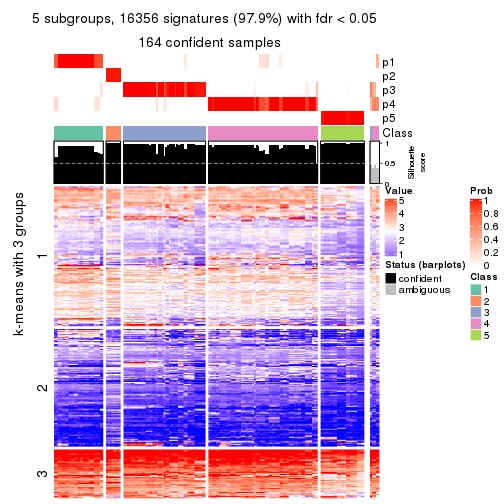 5 subgroups, 16356 signatures (97.9%) with fdr < 0.05
164 confident samples
p1
p2
p3
p4
p5
Class
1
0.5
0
Silhouette
score
k-means with 3 groups
1
2
3
Value
5
4
3
2
1
Status (barplots)
confident
ambiguous
Prob
1
0.8
0.6
0.4
0.2
0
Class
1
2
3
4
5